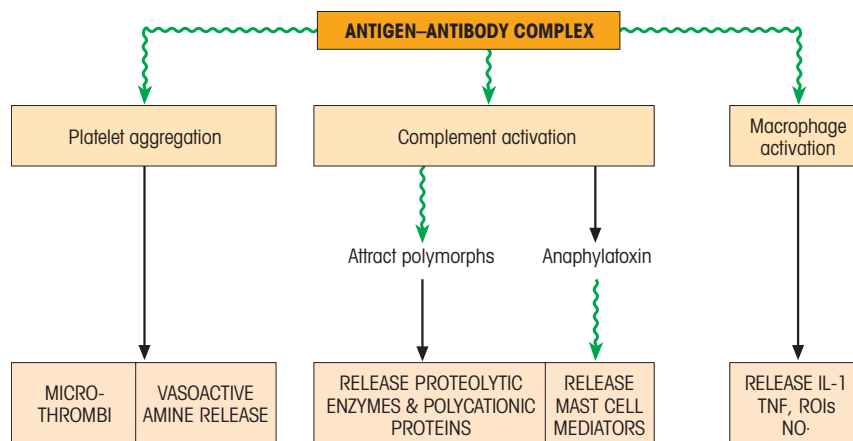 ANTIGEN–ANTIBODY COMPLEX
Platelet aggregation
Complement activation
Macrophage
activation
Attract polymorphs
Anaphylatoxin
MICRO-
THROMBI
VASOACTIVE
AMINE RELEASE
RELEASE PROTEOLYTIC
ENZYMES & POLYCATIONIC
PROTEINS
RELEASE
MAST CELL
MEDIATORS
RELEASE IL-1
TNF, ROIs
NO·